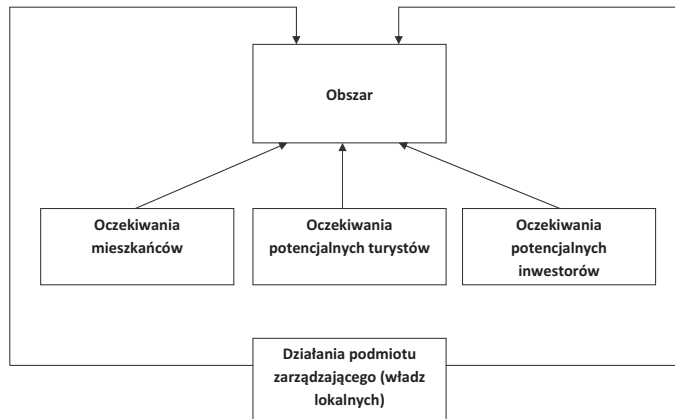 Obszar
Oczekiwania
mieszkańców
Oczekiwania
potencjalnych turystów
Oczekiwania
potencjalnych
inwestorów
Działania podmiotu
zarządzającego (władz
lokalnych)